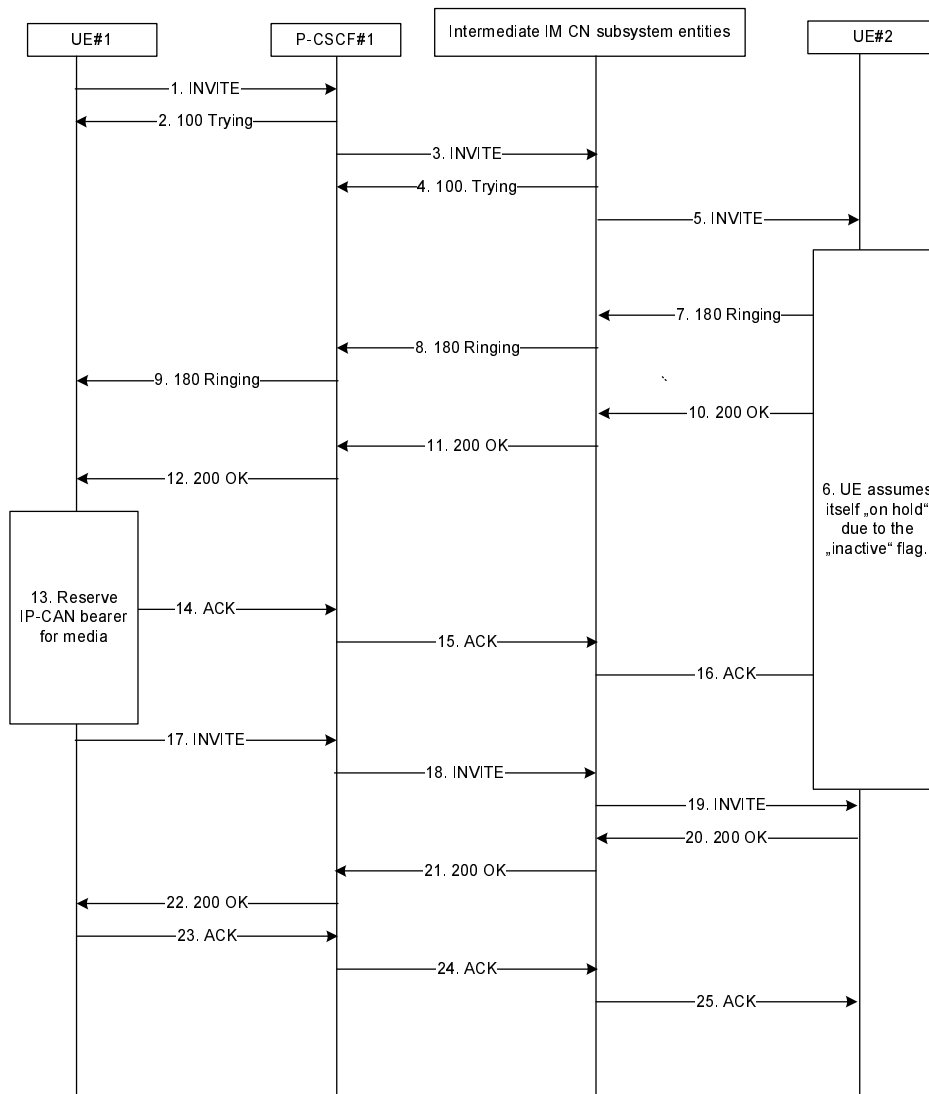 UE#1
P-CSCF#1
Intermediate IM CN subsystem entities
UE#2
1. INVITE
2. 100 Trying
3. INVITE
4. 100. Trying
5. INVITE
7. 180 Ringing
8. 180 Ringing
9. 180 Ringing
10. 200 OK
11. 200 OK
12. 200 OK
6. UE assumes
itself „on hold“
due to the
„inactive“ flag.
13. Reserve
IP-CAN bearer
for media
14. ACK
15. ACK
16. ACK
17. INVITE
18. INVITE
19. INVITE
20. 200 OK
21. 200 OK
22. 200 OK
23. ACK
24. ACK
25. ACK